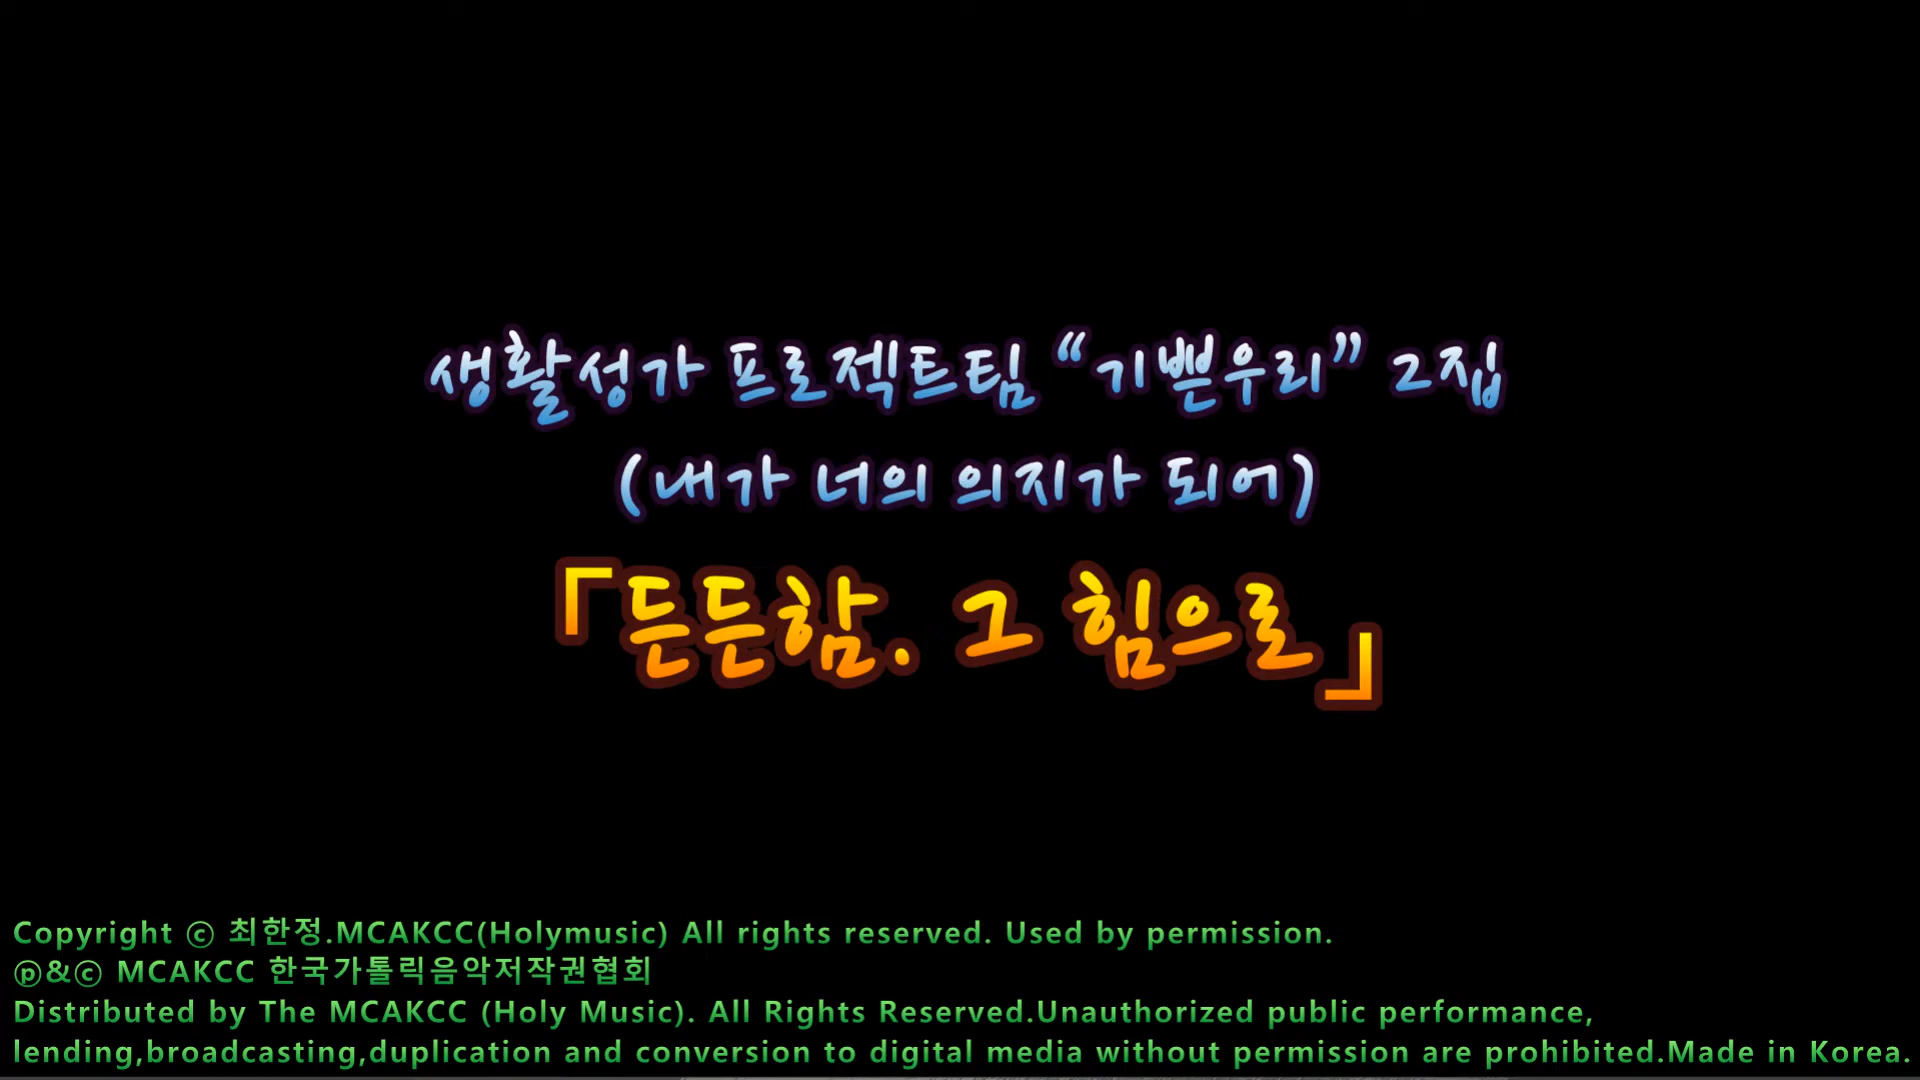 생활성가 프로젝트팀 “기쁜우리” 2집
(내가 너의 의지가 되어)
「든든함. 그 힘으로」
Copyright ⓒ 최한정.MCAKCC(Holymusic) All rights reserved. Used by permission.
ⓟ&ⓒ MCAKCC 한국가톨릭음악저작권협회
Distributed by The MCAKCC (Holy Music). All Rights Reserved.Unauthorized public performance,
lending,broadcasting,duplication and conversion to digital media without permission are prohibited.Made in Korea.